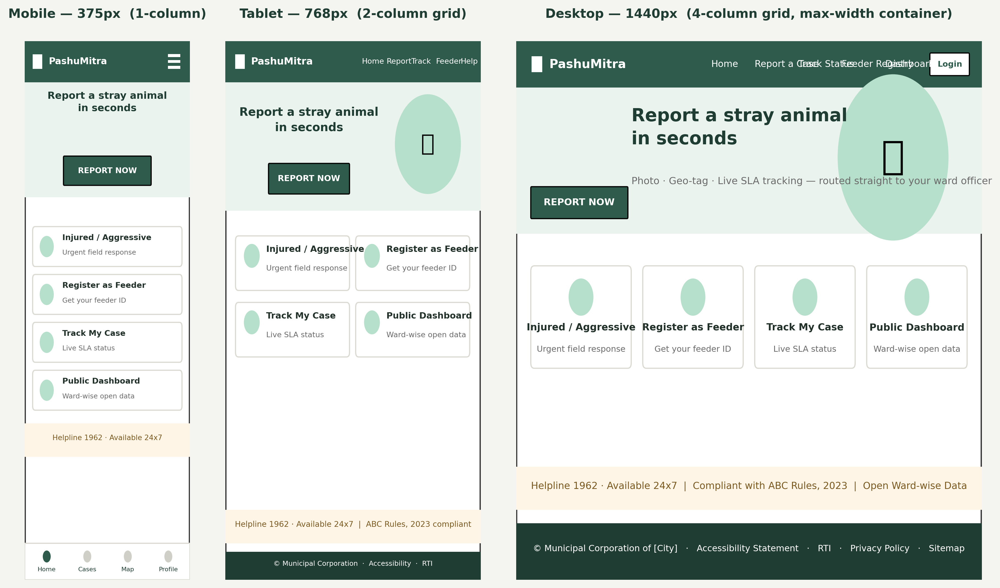 Mobile — 375px (1-column)
PashuMitra
Report a stray animal
in seconds
REPORT NOW
Injured / Aggressive
Urgent field response
Register as Feeder
Get your feeder ID
Track My Case
Live SLA status
Public Dashboard
Ward-wise open data
Helpline 1962 · Available 24x7
Home Cases Map Profile
Tablet — 768px (2-column grid)
PashuMitra
Home Report Track Feeder Help
Report a stray animal
in seconds
REPORT NOW
Injured / Aggressive
Urgent field response
Register as Feeder
Get your feeder ID
Track My Case
Live SLA status
Public Dashboard
Ward-wise open data
Helpline 1962 · Available 24x7 | ABC Rules, 2023 compliant
© Municipal Corporation · Accessibility · RTI
Desktop — 1440px (4-column grid, max-width container)
PashuMitra
Home Report a Case Track Status Feeder Registry Dashboard Login
Report a stray animal
in seconds
Photo · Geo-tag · Live SLA tracking — routed straight to your ward officer
REPORT NOW
Injured / Aggressive
Urgent field response
Register as Feeder
Get your feeder ID
Track My Case
Live SLA status
Public Dashboard
Ward-wise open data
Helpline 1962 · Available 24x7 | Compliant with ABC Rules, 2023 | Open Ward-wise Data
© Municipal Corporation of [City] · Accessibility Statement · RTI · Privacy Policy · Sitemap